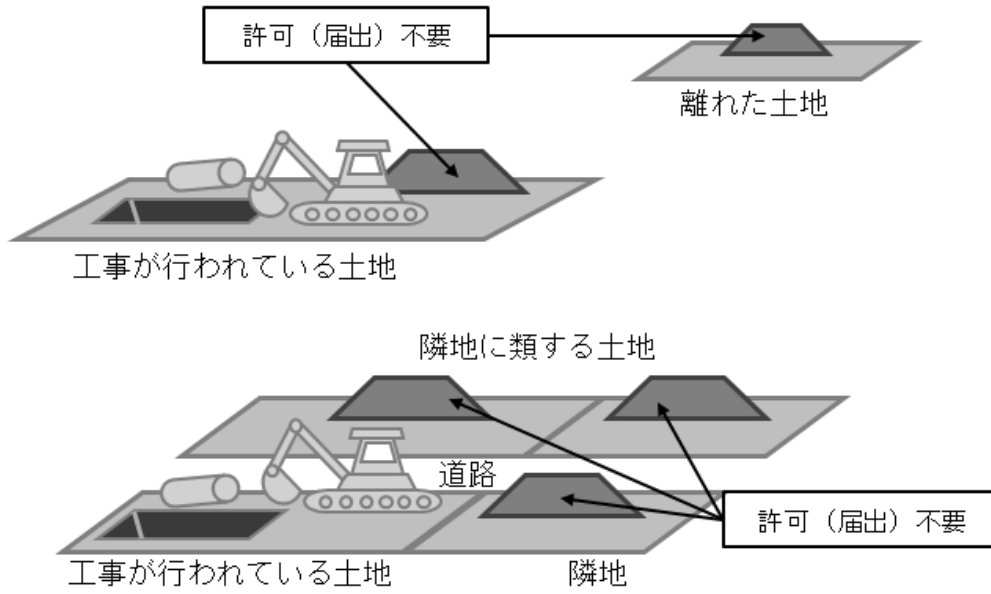 許可（届出）不要
離れた土地
工事が行われている土地
隣地に類する土地
道路
許可（届出）不要
工事が行われている土地
隣地